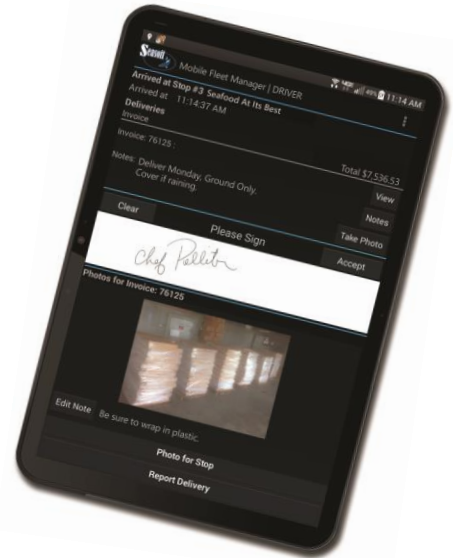 49% 11:14 AM
Seasoft Mobile Fleet Manager | DRIVER
Arrived at Stop #3 Seafood At Its Best
Arrived at 11:14:37 AM
Deliveries
Invoice
Invoice: 76125 Total $7,536.53
View
Notes: Deliver Monday, Ground Only.
Cover if raining.
Notes
Take Photo
Clear Please Sign Accept
Chef
Photos for Invoice: 76125
Edit Note Be sure to wrap in plastic.
Photo for Stop
Report Delivery